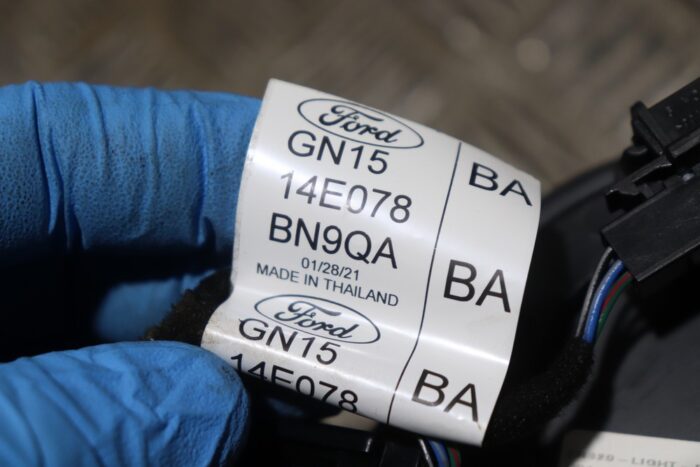 Ford
GN15
14E078
BN9QA
01/28/21
MADE IN THAILAND
Ford
GN15
14E078
BA
BA
BA